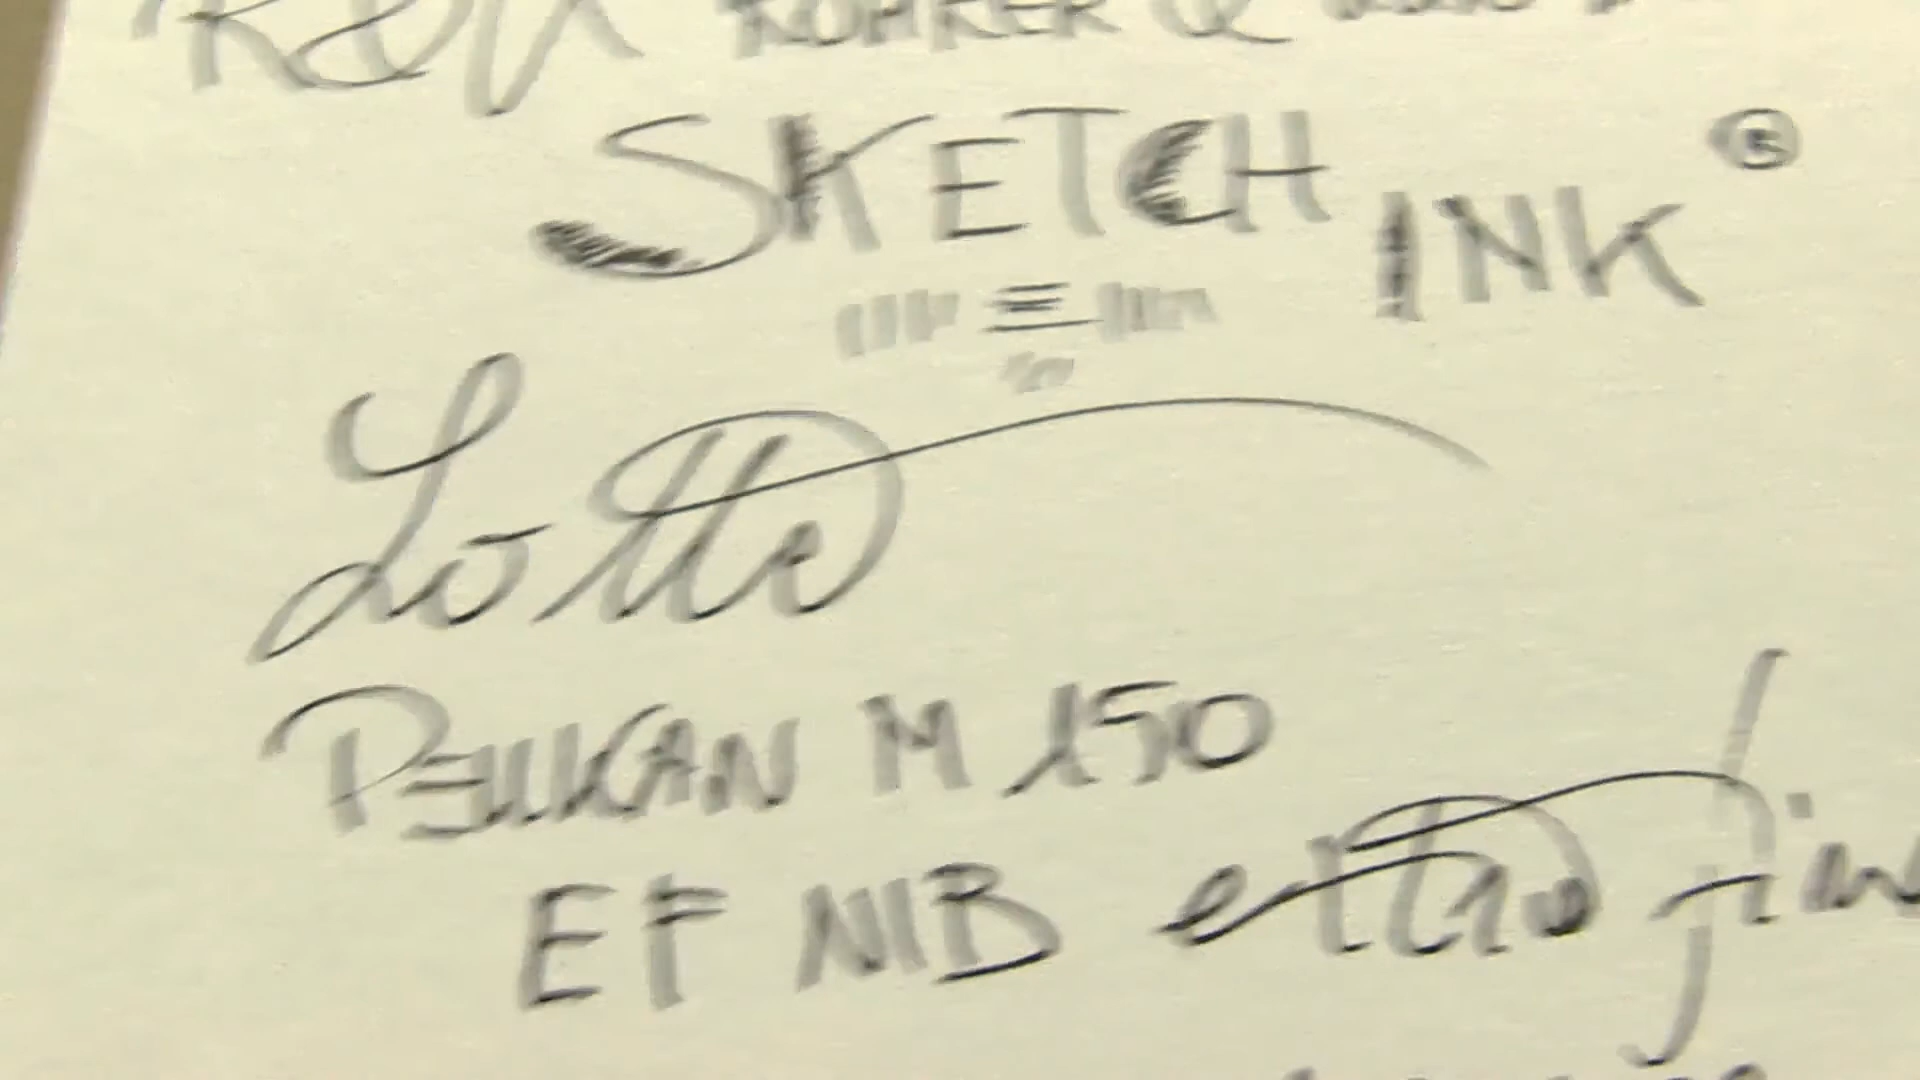 R&K ROHRER &
SKETCH INK ®
Lotte
PELIKAN M 150
EF NIB extra fine